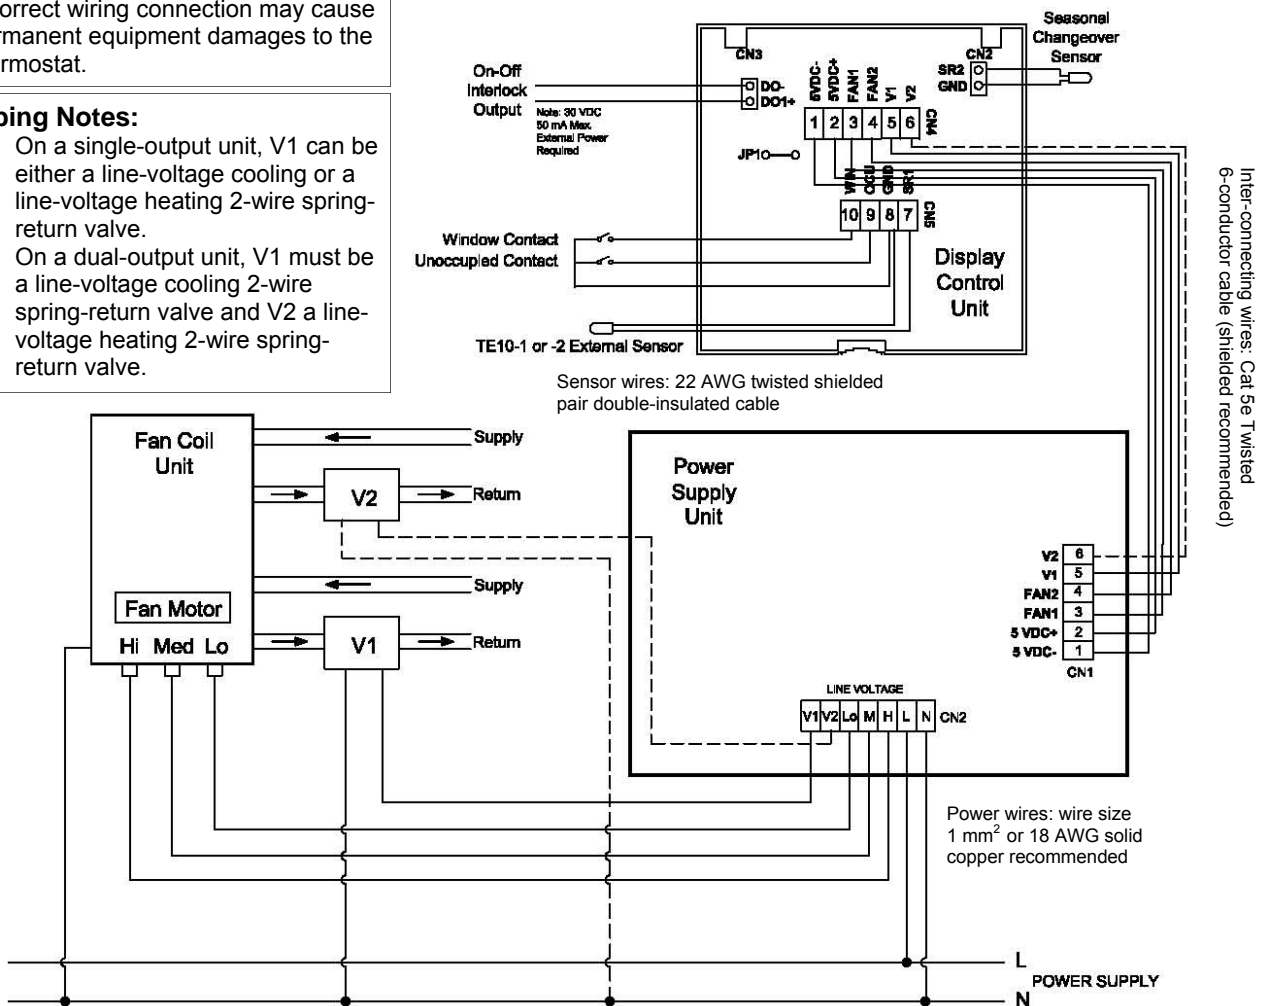 orrect wiring connection may cause
rmanent equipment damages to the
ermostat.
ping Notes:
On a single-output unit, V1 can be
either a line-voltage cooling or a
line-voltage heating 2-wire spring-
return valve.
On a dual-output unit, V1 must be
a line-voltage cooling 2-wire
spring-return valve and V2 a line-
voltage heating 2-wire spring-
return valve.
On-Off
Interlock
Output
Note: 30 VDC
50 mA Max.
External Power
Required
CN3
DO-
DO1+
5VDC-
5VDC+
FAN1
FAN2
V1
V2
1 2 3 4 5 6
CN4
CN2
SR2
GND
Seasonal
Changeover
Sensor
JP1
WIN
OCU
GND
SR1
10 9 8 7
CN5
Window Contact
Unoccupied Contact
Display
Control
Unit
TE10-1 or -2 External Sensor
Sensor wires: 22 AWG twisted shielded
pair double-insulated cable
Inter-connecting wires: Cat 5e Twisted
6-conductor cable (shielded recommended)
Fan Coil
Unit
Supply
V2
Return
Supply
Fan Motor
Hi Med Lo
V1
Return
Power
Supply
Unit
V2 6
V1 5
FAN2 4
FAN1 3
5 VDC+ 2
5 VDC- 1
CN1
LINE VOLTAGE
V1 V2 Lo M H L N CN2
Power wires: wire size
1 mm² or 18 AWG solid
copper recommended
L
POWER SUPPLY
N